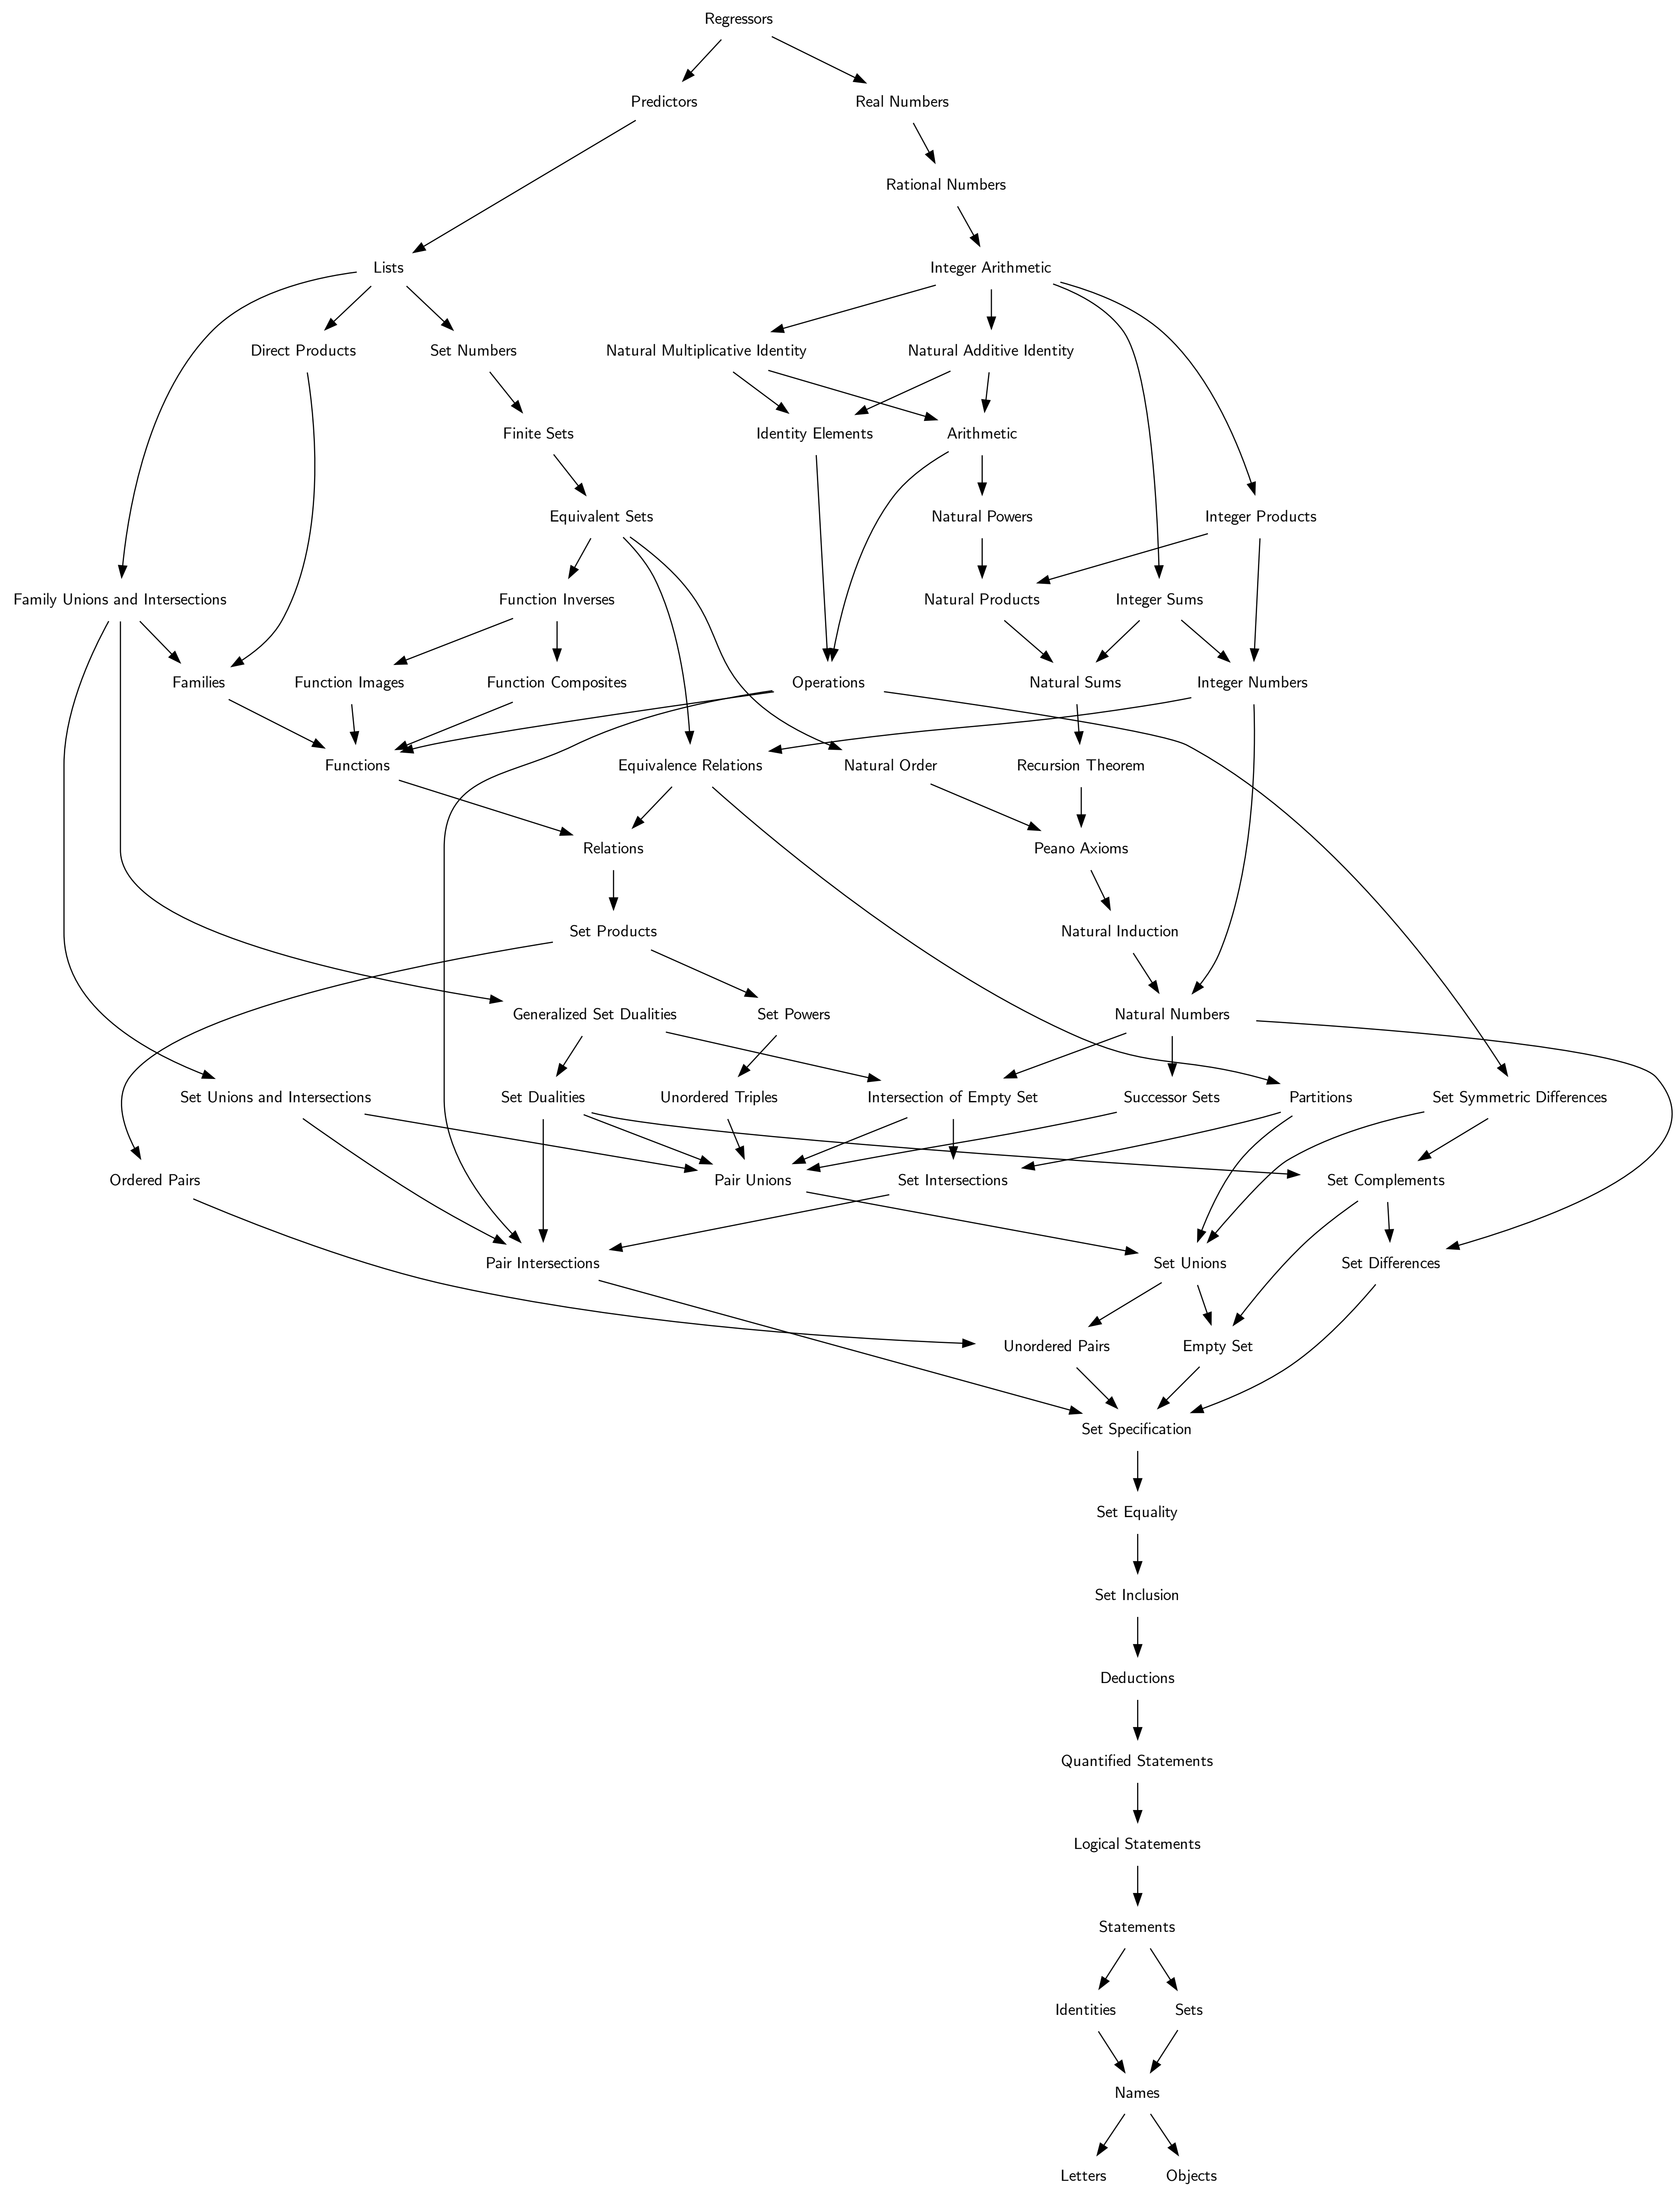 Regressors
Predictors
Real Numbers
Rational Numbers
Lists
Integer Arithmetic
Direct Products
Set Numbers
Natural Multiplicative Identity
Natural Additive Identity
Finite Sets
Identity Elements
Arithmetic
Equivalent Sets
Natural Powers
Integer Products
Family Unions and Intersections
Function Inverses
Natural Products
Integer Sums
Families
Function Images
Function Composites
Operations
Natural Sums
Integer Numbers
Functions
Equivalence Relations
Natural Order
Recursion Theorem
Relations
Peano Axioms
Set Products
Natural Induction
Generalized Set Dualities
Set Powers
Natural Numbers
Set Unions and Intersections
Set Dualities
Unordered Triples
Intersection of Empty Set
Successor Sets
Partitions
Set Symmetric Differences
Ordered Pairs
Pair Unions
Set Intersections
Set Complements
Pair Intersections
Set Unions
Set Differences
Unordered Pairs
Empty Set
Set Specification
Set Equality
Set Inclusion
Deductions
Quantified Statements
Logical Statements
Statements
Identities
Sets
Names
Letters
Objects